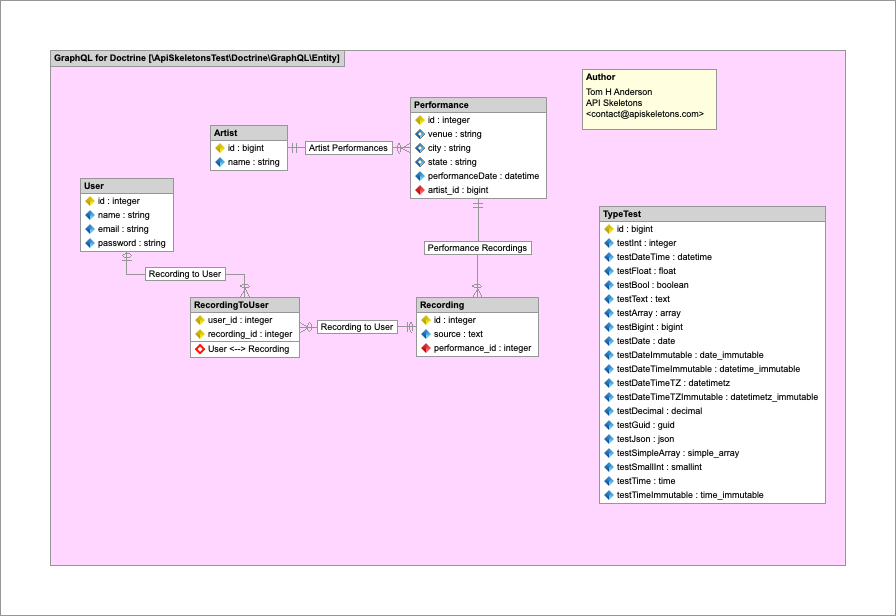 GraphQL for Doctrine [\ApiSkeletonsTest\Doctrine\GraphQL\Entity]
Author
Tom H Anderson
API Skeletons
<contact@apiskeletons.com>
Performance
id : integer
venue : string
city : string
state : string
performanceDate : datetime
artist_id : bigint
Artist
id : bigint
name : string
Artist Performances
User
id : integer
name : string
email : string
password : string
Performance Recordings
Recording to User
RecordingToUser
user_id : integer
recording_id : integer
User <--> Recording
Recording to User
Recording
id : integer
source : text
performance_id : integer
TypeTest
id : bigint
testInt : integer
testDateTime : datetime
testFloat : float
testBool : boolean
testText : text
testArray : array
testBigint : bigint
testDate : date
testDateImmutable : date_immutable
testDateTimeImmutable : datetime_immutable
testDateTimeTZ : datetimetz
testDateTimeTZImmutable : datetimetz_immutable
testDecimal : decimal
testGuid : guid
testJson : json
testSimpleArray : simple_array
testSmallInt : smallint
testTime : time
testTimeImmutable : time_immutable